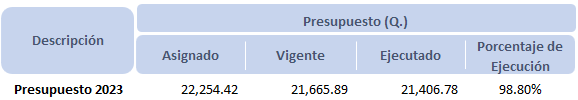 Descripción
Presupuesto (Q.)
Asignado Vigente Ejecutado Porcentaje de
Ejecución
Presupuesto 2023 22,254.42 21,665.89 21,406.78 98.80%